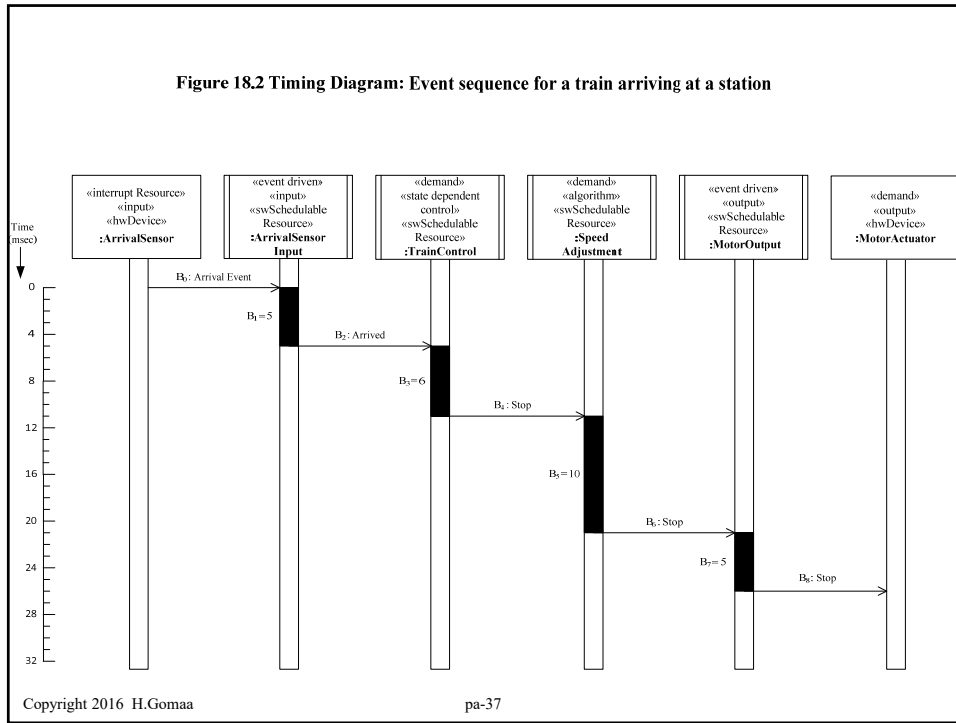 Figure 18.2 Timing Diagram: Event sequence for a train arriving at a station
«interrupt Resource»
«input»
«hwDevice»
:ArrivalSensor
«event driven»
«input»
«swSchedulable
Resource»
:ArrivalSensor
Input
«demand»
«state dependent
control»
«swSchedulable
Resource»
:TrainControl
«demand»
«algorithm»
«swSchedulable
Resource»
:Speed
Adjustment
«event driven»
«output»
«swSchedulable
Resource»
:MotorOutput
«demand»
«output»
«hwDevice»
:MotorActuator
Time
(msec)
0
4
8
12
16
20
24
28
32
B₀: Arrival Event
B₁=5
B₂: Arrived
B₃=6
B₄: Stop
B₅=10
B₆: Stop
B₇=5
B₈: Stop
Copyright 2016 H.Gomaa
pa-37